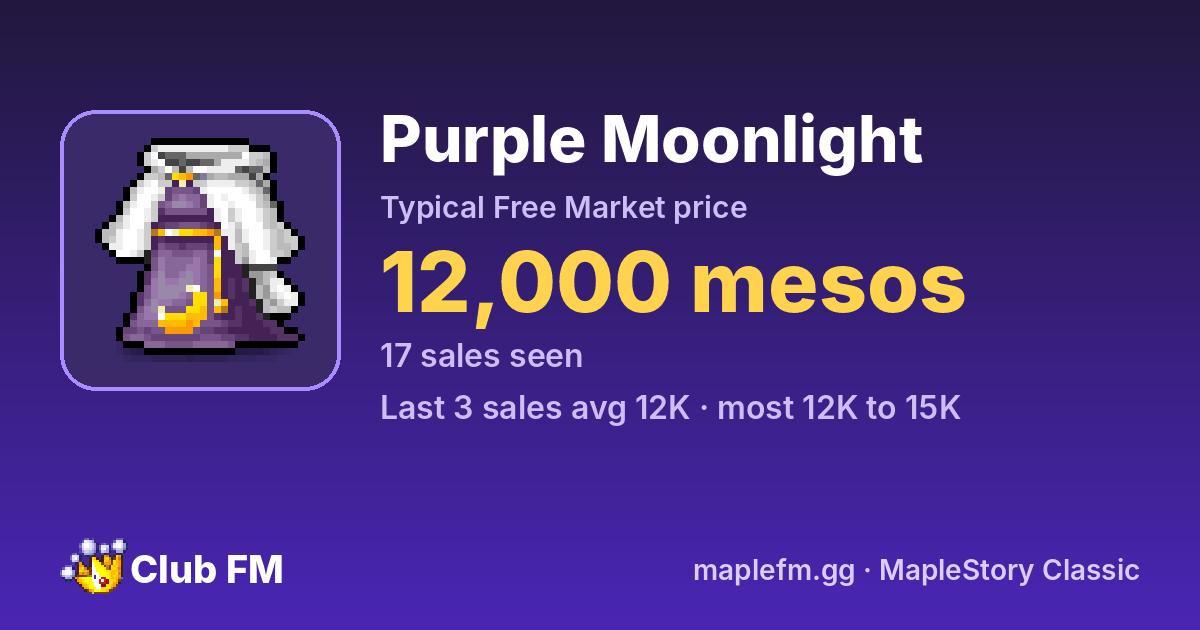 Purple Moonlight
Typical Free Market price
12,000 mesos
17 sales seen
Last 3 sales avg 12K · most 12K to 15K
Club FM
maplefm.gg · MapleStory Classic